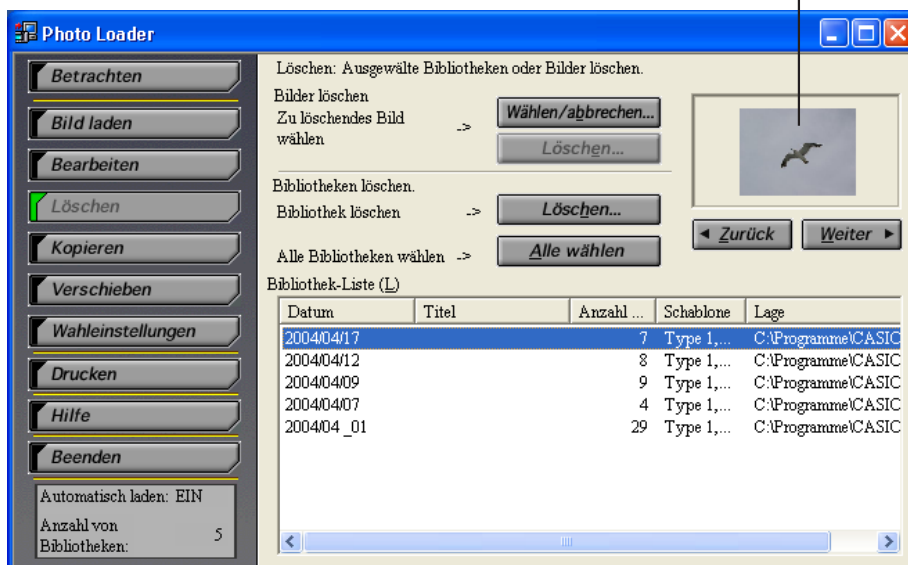 Photo Loader
Betrachten
Bild laden
Bearbeiten
Löschen
Kopieren
Verschieben
Wahleinstellungen
Drucken
Hilfe
Beenden
Automatisch laden: EIN
Anzahl von
Bibliotheken: 5
Löschen: Ausgewälte Bibliotheken oder Bilder löschen.
Bilder löschen
Zu löschendes Bild
wählen -> Wählen/abbrechen...
Löschen...
Bibliotheken löschen.
Bibliothek löschen -> Löschen...
Alle Bibliotheken wählen -> Alle wählen
◄ Zurück Weiter ►
Bibliothek-Liste (L)
Datum Titel Anzahl ... Schablone Lage
2004/04/17 7 Type 1,... C:\Programme\CASIC
2004/04/12 8 Type 1,... C:\Programme\CASIC
2004/04/09 9 Type 1,... C:\Programme\CASIC
2004/04/07 4 Type 1,... C:\Programme\CASIC
2004/04 _01 29 Type 1,... C:\Programme\CASIC